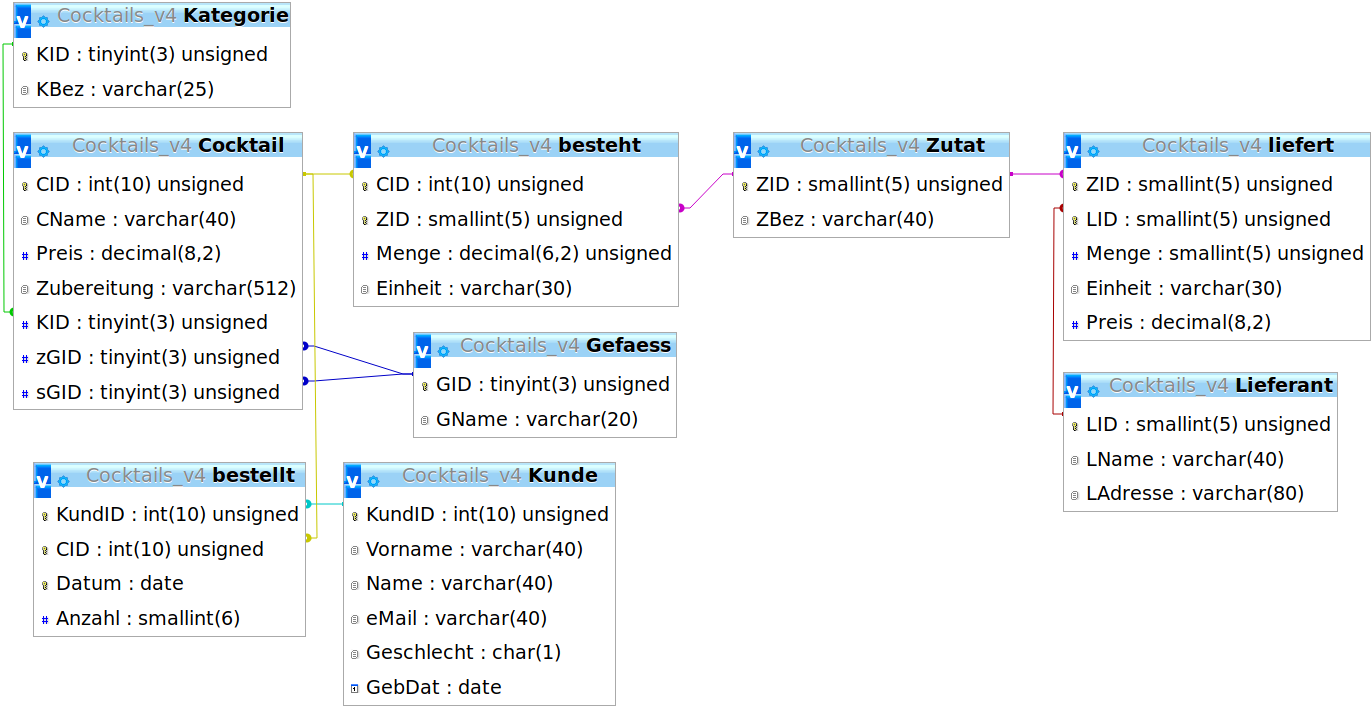 Cocktails_v4 Kategorie
KID : tinyint(3) unsigned
KBez : varchar(25)
Cocktails_v4 Cocktail
CID : int(10) unsigned
CName : varchar(40)
# Preis : decimal(8,2)
Zubereitung : varchar(512)
# KID : tinyint(3) unsigned
# zGID : tinyint(3) unsigned
# sGID : tinyint(3) unsigned
Cocktails_v4 besteht
CID : int(10) unsigned
ZID : smallint(5) unsigned
# Menge : decimal(6,2) unsigned
Einheit : varchar(30)
Cocktails_v4 Zutat
ZID : smallint(5) unsigned
ZBez : varchar(40)
Cocktails_v4 liefert
ZID : smallint(5) unsigned
LID : smallint(5) unsigned
# Menge : smallint(5) unsigned
Einheit : varchar(30)
# Preis : decimal(8,2)
Cocktails_v4 Gefaess
GID : tinyint(3) unsigned
GName : varchar(20)
Cocktails_v4 Lieferant
LID : smallint(5) unsigned
LName : varchar(40)
LAdresse : varchar(80)
Cocktails_v4 bestellt
KundID : int(10) unsigned
CID : int(10) unsigned
Datum : date
# Anzahl : smallint(6)
Cocktails_v4 Kunde
KundID : int(10) unsigned
Vorname : varchar(40)
Name : varchar(40)
eMail : varchar(40)
Geschlecht : char(1)
GebDat : date